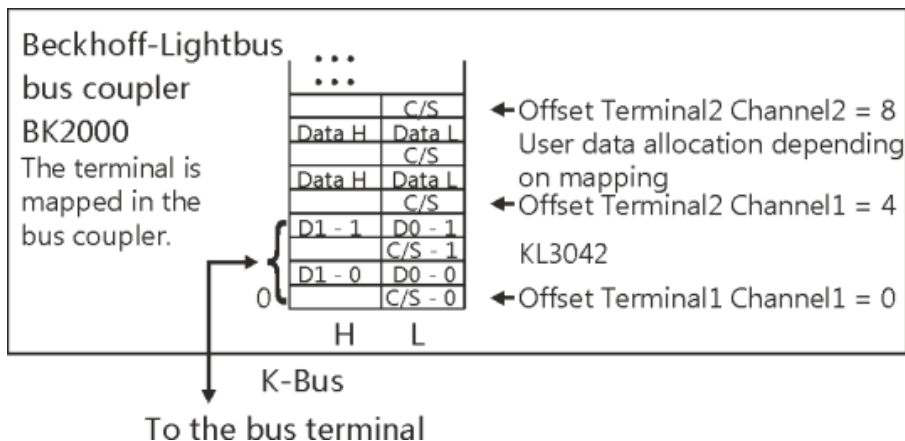 Beckhoff-Lightbus
bus coupler
BK2000
The terminal is
mapped in the
bus coupler.
C/S
Data H Data L
C/S
Data H Data L
C/S
D1 - 1 D0 - 1
C/S - 1
D1 - 0 D0 - 0
0 C/S - 0
H L
Offset Terminal2 Channel2 = 8
User data allocation depending
on mapping
Offset Terminal2 Channel1 = 4
KL3042
Offset Terminal1 Channel1 = 0
K-Bus
To the bus terminal